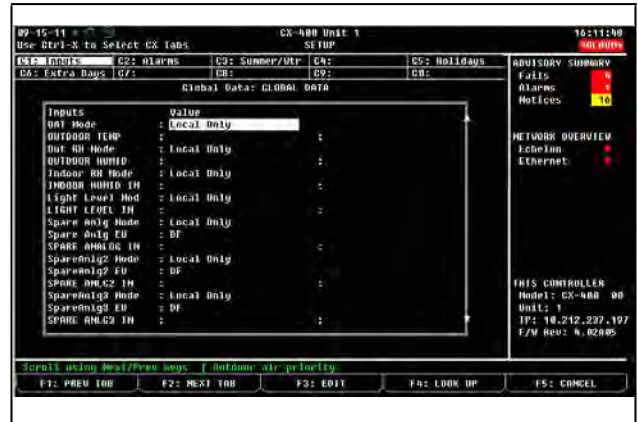 09-15-11 CX-400 Unit 1 16:11:40
Use Ctrl-X to Select CX Tabs SETUP
C1: Inputs C2: Alarms C3: Summer/Wtr C4: C5: Holidays
C6: Extra Days C7: C8: C9: C0:
ADVISORY SUMMARY
Fails
Alarms
Notices 16
NETWORK OVERVIEW
Echelon
Ethernet
Global Data: GLOBAL DATA
Inputs Value
OAT Mode : Local Only
OUTDOOR TEMP : :
Out RH Mode : Local Only
OUTDOOR HUMID : :
Indoor RH Mode : Local Only
INDOOR HUMID IN : :
Light Level Mod : Local Only
LIGHT LEVEL IN : :
Spare Anlg Mode : Local Only
Spare Anlg EU : DF
SPARE ANALOG IN : :
SpareAnlg2 Mode : Local Only
SpareAnlg2 EU : DF
SPARE ANLG2 IN : :
SpareAnlg3 Mode : Local Only
SpareAnlg3 EU : DF
SPARE ANLG3 IN : :
THIS CONTROLLER
Model: CX-400 00
Unit: 1
IP: 10.212.237.197
F/W Rev: 4.02A05
Scroll using Next/Prev keys [ Outdoor air priority
F1: PREV TAB F2: NEXT TAB F3: EDIT F4: LOOK UP F5: CANCEL